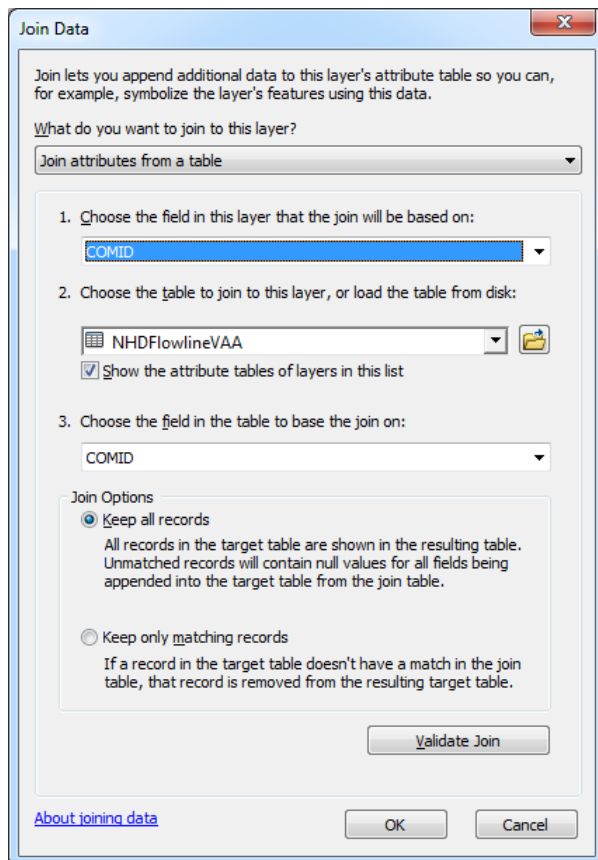 Join Data
Join lets you append additional data to this layer's attribute table so you can,
for example, symbolize the layer's features using this data.
What do you want to join to this layer?
Join attributes from a table
1. Choose the field in this layer that the join will be based on:
COMID
2. Choose the table to join to this layer, or load the table from disk:
NHDFlowlineVAA
Show the attribute tables of layers in this list
3. Choose the field in the table to base the join on:
COMID
Join Options
Keep all records
All records in the target table are shown in the resulting table.
Unmatched records will contain null values for all fields being
appended into the target table from the join table.
Keep only matching records
If a record in the target table doesn't have a match in the join
table, that record is removed from the resulting target table.
Validate Join
About joining data
OK
Cancel